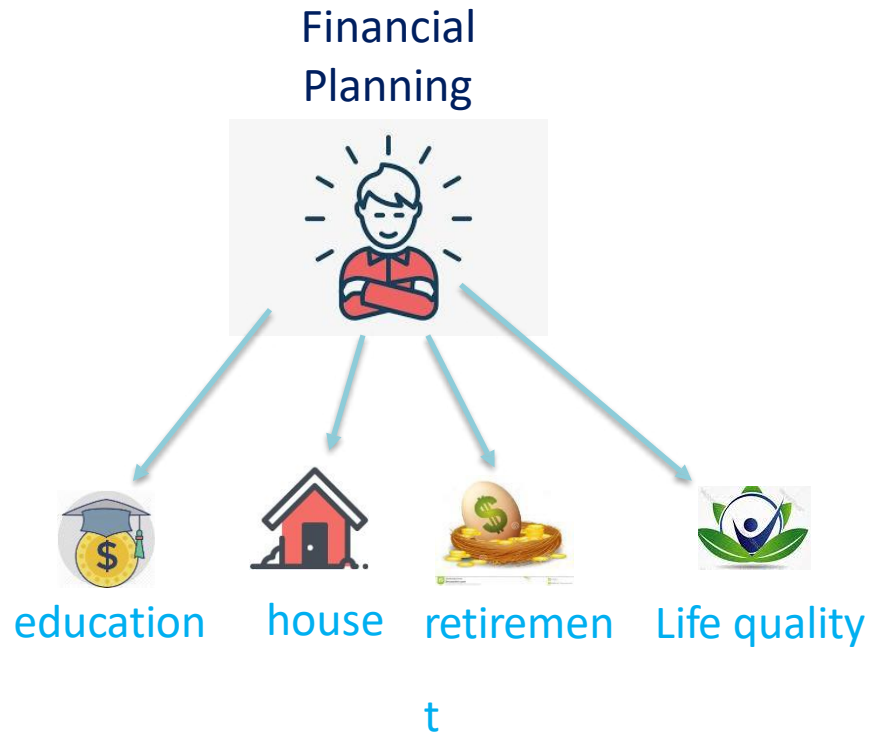 Financial
Planning
$
$
education
house
retiremen
Life quality
t